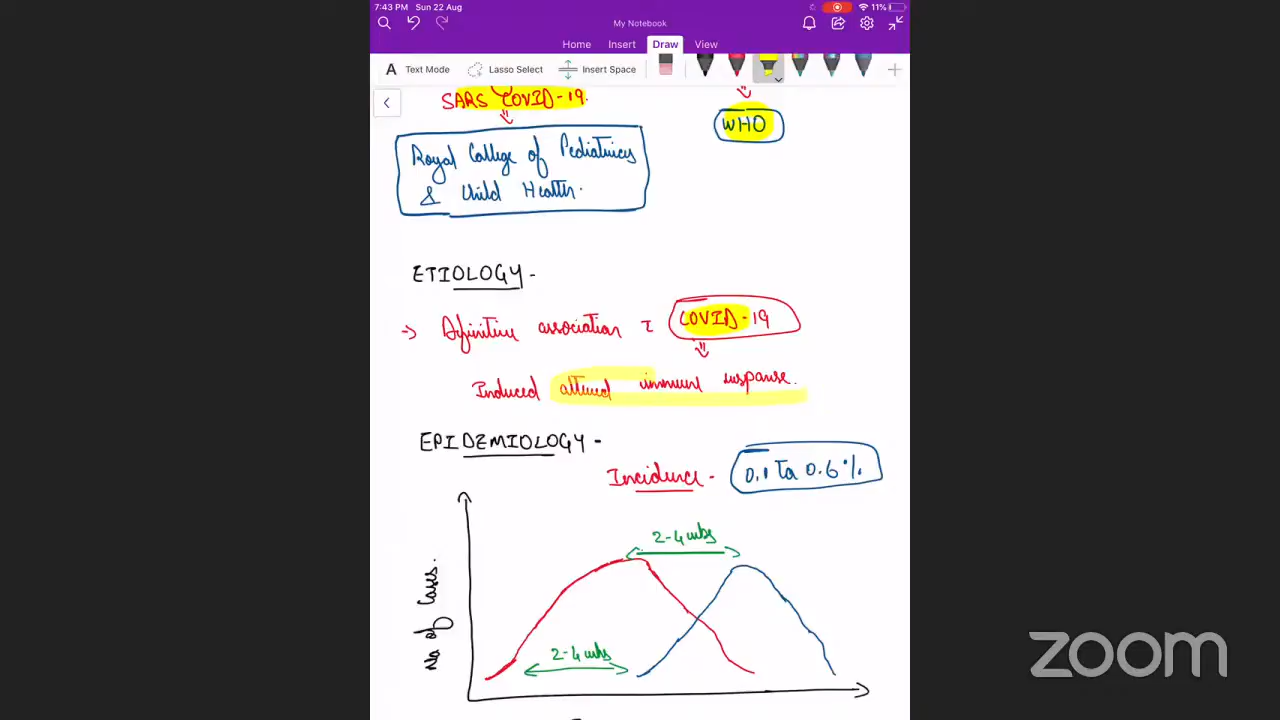 7:43 PM Sun 22 Aug
11%
My Notebook
Home Insert Draw View
A Text Mode Lasso Select Insert Space
SARS COVID-19.
WHO
Royal College of Pediatrics
& Child Health.
ETIOLOGY -
Definitive association c COVID-19
Induced altered immune response.
EPIDEMIOLOGY -
Incidence - 0.1 to 0.6%
2-4 wks
No. of Cases.
2-4 wks
zoom